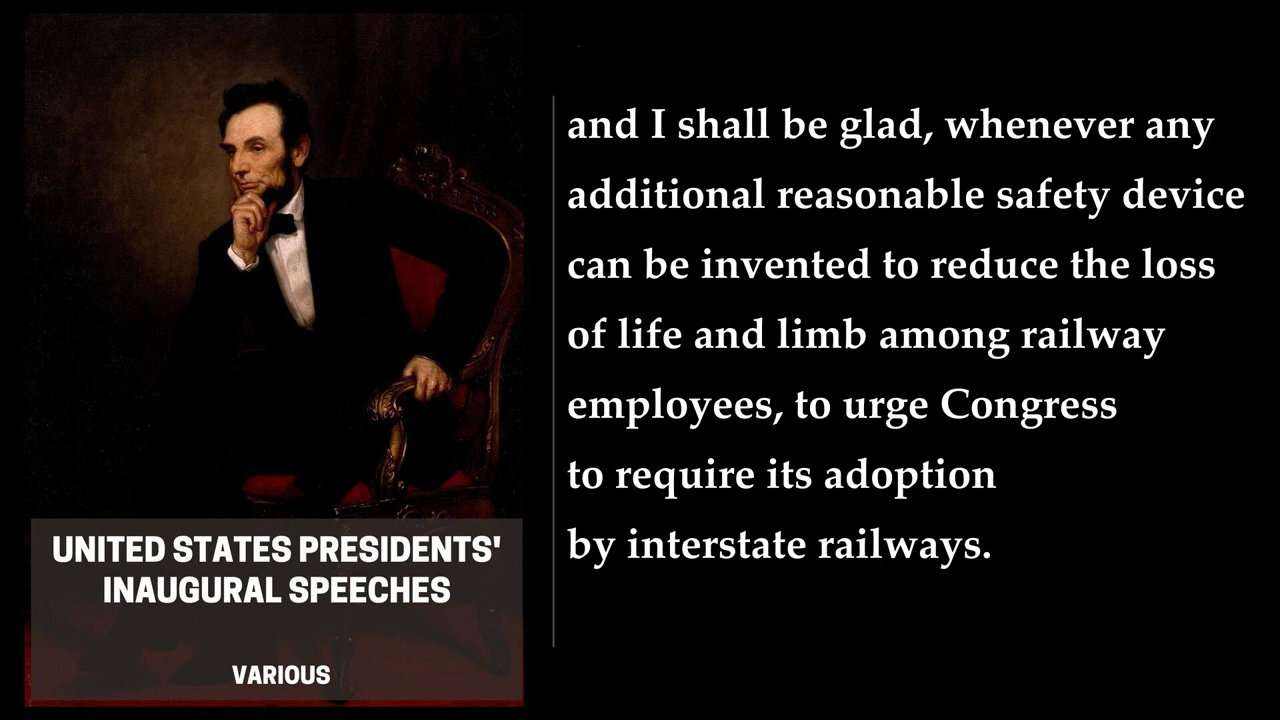 and I shall be glad, whenever any
additional reasonable safety device
can be invented to reduce the loss
of life and limb among railway
employees, to urge Congress
to require its adoption
by interstate railways.
UNITED STATES PRESIDENTS'
INAUGURAL SPEECHES
VARIOUS